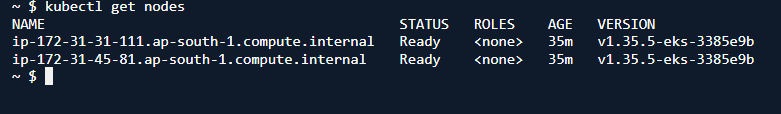 ~ $ kubectl get nodes
NAME                                          STATUS   ROLES    AGE   VERSION
ip-172-31-31-111.ap-south-1.compute.internal   Ready    <none>   35m   v1.35.5-eks-3385e9b
ip-172-31-45-81.ap-south-1.compute.internal    Ready    <none>   35m   v1.35.5-eks-3385e9b
~ $